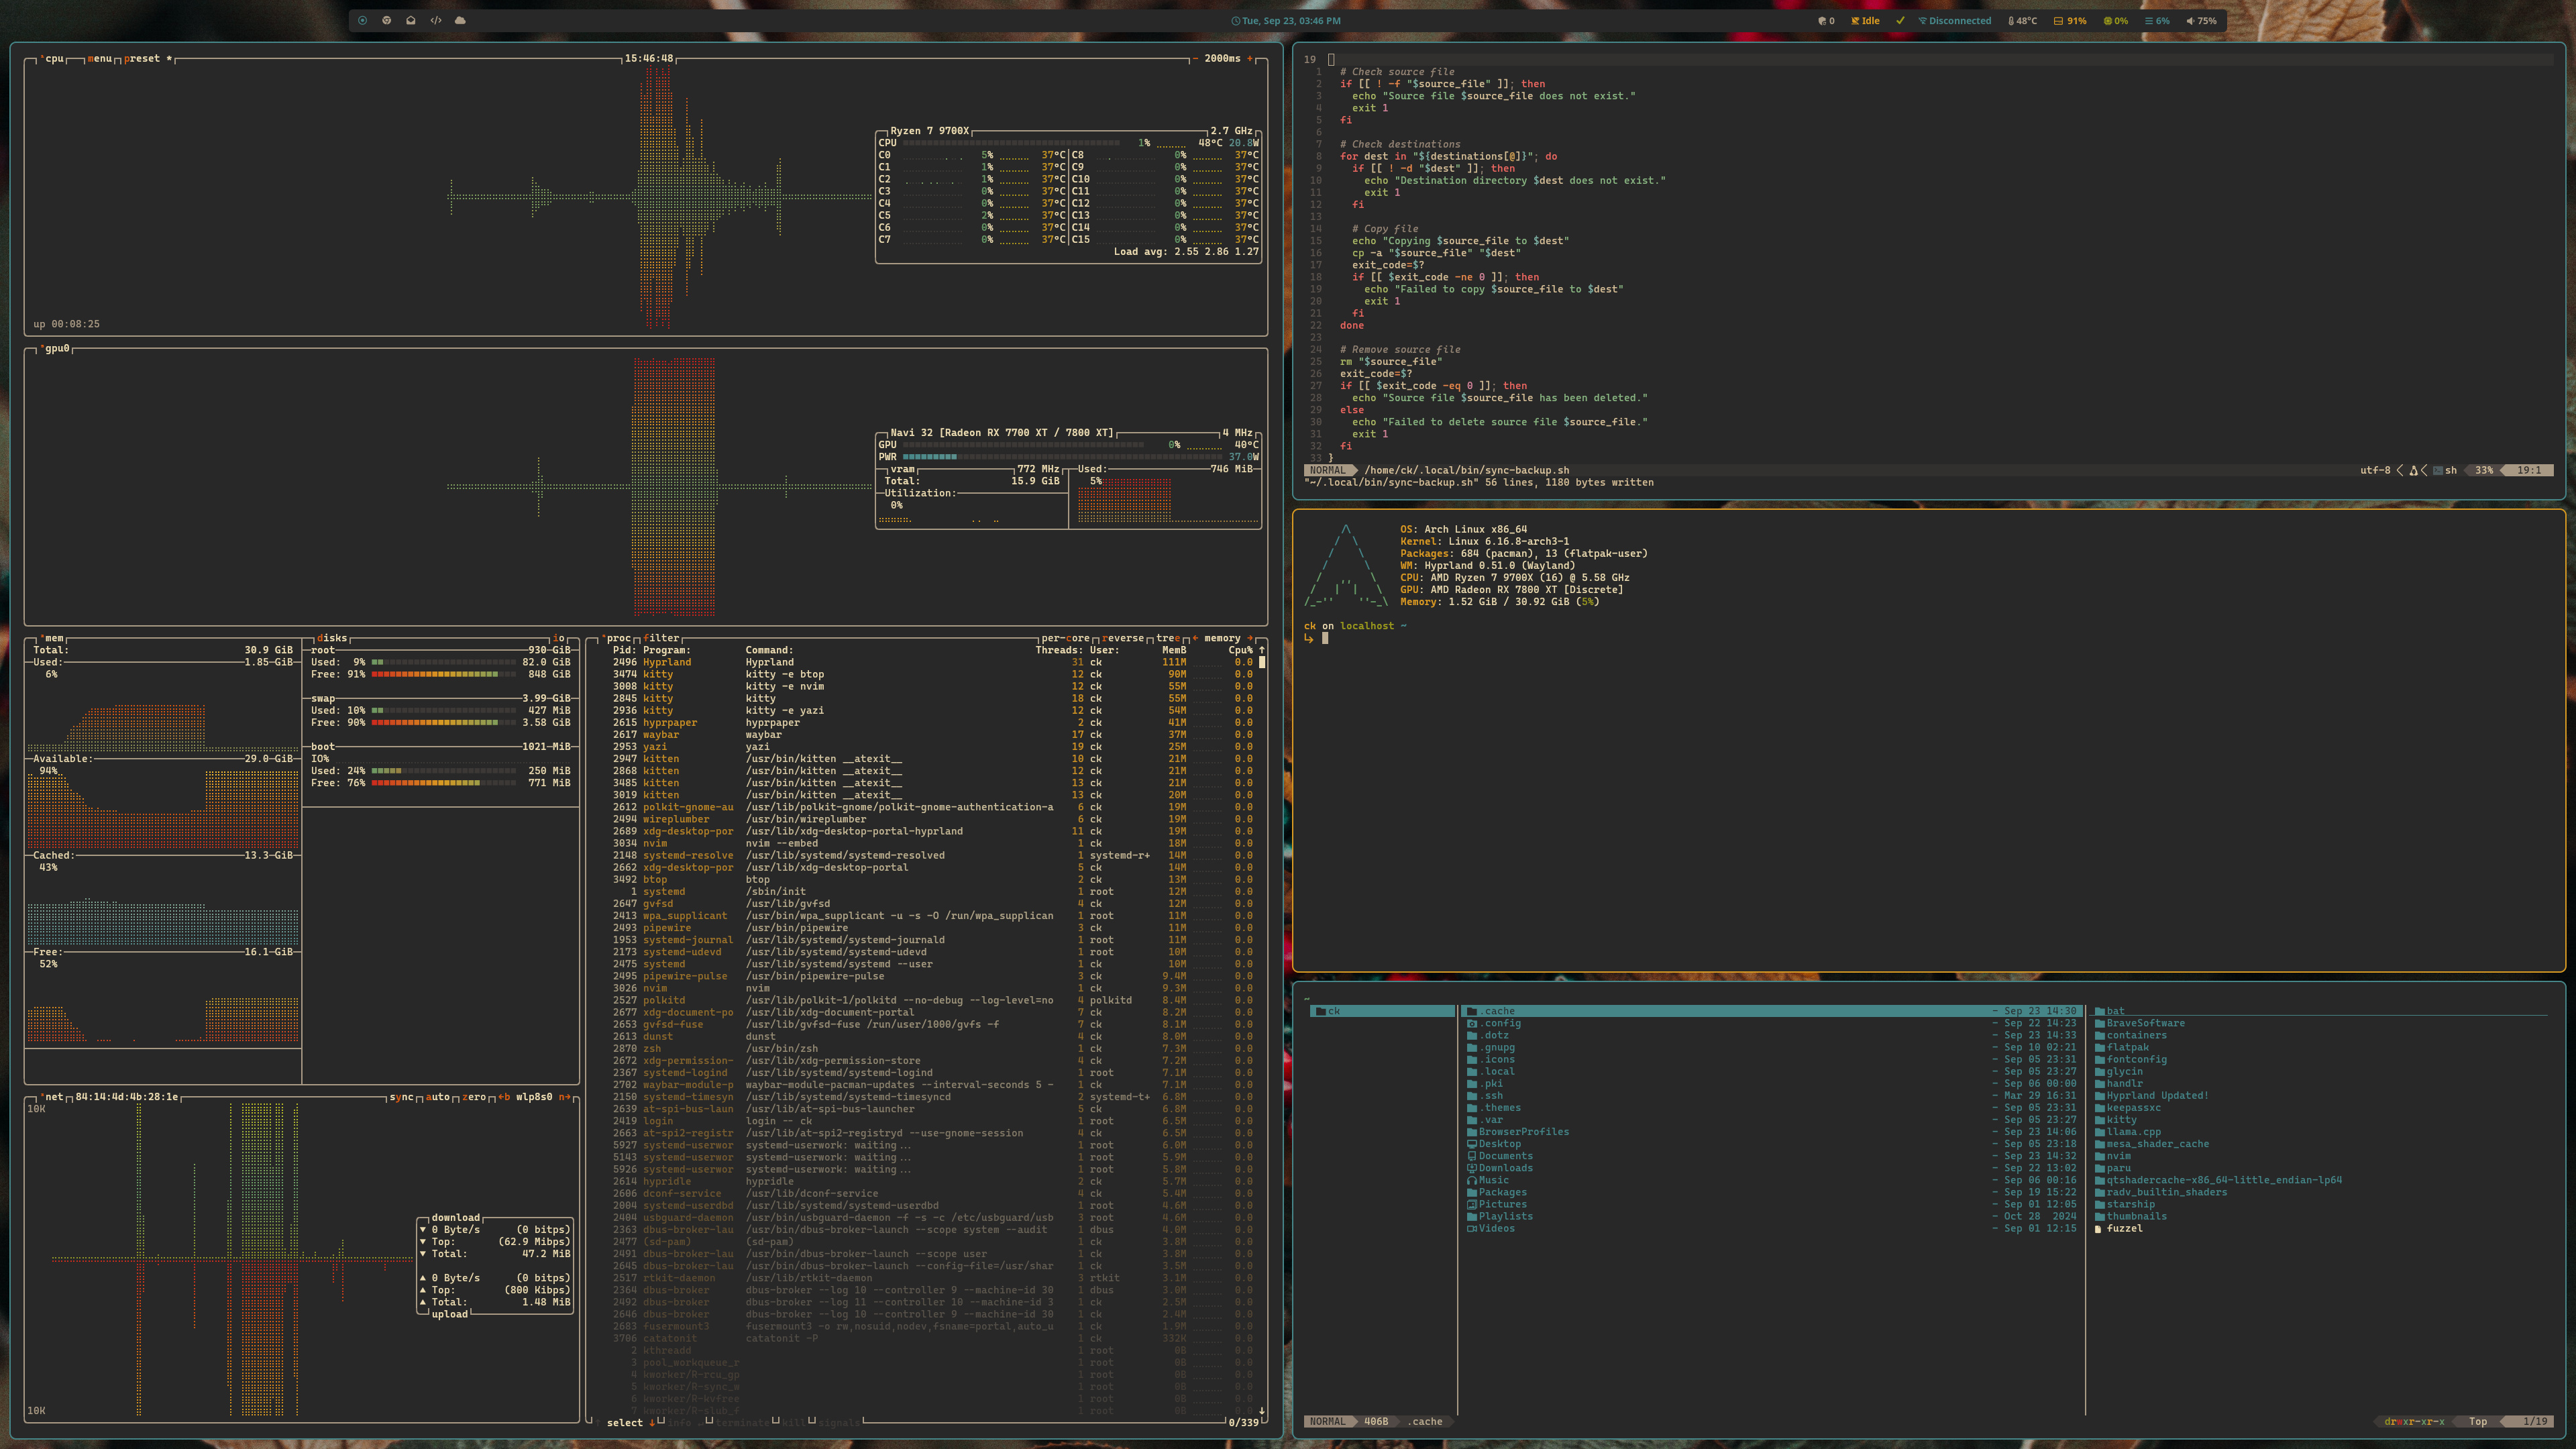 Tue, Sep 23, 03:46 PM
0 Idle Disconnected 48°C 91% 0% 6% 75%
cpu menu preset * 15:46:48 - 2000ms +
Ryzen 7 9700X 2.7 GHz
CPU 1% 48°C 20.8W
C0 5% 37°C C8 0% 37°C
C1 1% 37°C C9 0% 37°C
C2 1% 37°C C10 0% 37°C
C3 0% 37°C C11 0% 37°C
C4 0% 37°C C12 0% 37°C
C5 2% 37°C C13 0% 37°C
C6 0% 37°C C14 0% 37°C
C7 0% 37°C C15 0% 37°C
Load avg: 2.55 2.86 1.27
up 00:08:25
gpu0
Navi 32 [Radeon RX 7700 XT / 7800 XT] 4 MHz
GPU 0% 40°C
PWR 37.0W
vram 772 MHz Used: 746 MiB
Total: 15.9 GiB 5%
Utilization:
0%
mem
Total: 30.9 GiB
Used: 1.85 GiB
6%
Available: 29.0 GiB
94%
Cached: 13.3 GiB
43%
Free: 16.1 GiB
52%
disks io
root 930 GiB
Used: 9% 82.0 GiB
Free: 91% 848 GiB
swap 3.99 GiB
Used: 10% 427 MiB
Free: 90% 3.58 GiB
boot 1021 MiB
IO%
Used: 24% 250 MiB
Free: 76% 771 MiB
net 84:14:4d:4b:28:1e sync auto zero ←b wlp8s0 n→
10K
download
▼ 0 Byte/s (0 bitps)
▼ Top: (62.9 Mibps)
▼ Total: 47.2 MiB
▲ 0 Byte/s (0 bitps)
▲ Top: (800 Kibps)
▲ Total: 1.48 MiB
upload
10K
proc filter per-core reverse tree ← memory →
Pid: Program: Command: Threads: User: MemB Cpu% ↑
2496 Hyprland Hyprland 31 ck 111M 0.0
3474 kitty kitty -e btop 12 ck 90M 0.0
3008 kitty kitty -e nvim 12 ck 55M 0.0
2845 kitty kitty 18 ck 55M 0.0
2936 kitty kitty -e yazi 12 ck 54M 0.0
2615 hyprpaper hyprpaper 2 ck 41M 0.0
2617 waybar waybar 17 ck 37M 0.0
2953 yazi yazi 19 ck 25M 0.0
2947 kitten /usr/bin/kitten __atexit__ 10 ck 21M 0.0
2868 kitten /usr/bin/kitten __atexit__ 12 ck 21M 0.0
3485 kitten /usr/bin/kitten __atexit__ 13 ck 21M 0.0
3019 kitten /usr/bin/kitten __atexit__ 13 ck 20M 0.0
2612 polkit-gnome-au /usr/lib/polkit-gnome/polkit-gnome-authentication-a 6 ck 19M 0.0
2494 wireplumber /usr/bin/wireplumber 6 ck 19M 0.0
2689 xdg-desktop-por /usr/lib/xdg-desktop-portal-hyprland 11 ck 19M 0.0
3034 nvim nvim --embed 1 ck 18M 0.0
2148 systemd-resolve /usr/lib/systemd/systemd-resolved 1 systemd-r+ 14M 0.0
2662 xdg-desktop-por /usr/lib/xdg-desktop-portal 5 ck 14M 0.0
3492 btop btop 2 ck 13M 0.0
1 systemd /sbin/init 1 root 12M 0.0
2647 gvfsd /usr/lib/gvfsd 4 ck 12M 0.0
2413 wpa_supplicant /usr/bin/wpa_supplicant -u -s -O /run/wpa_supplican 1 root 11M 0.0
2493 pipewire /usr/bin/pipewire 3 ck 11M 0.0
1953 systemd-journal /usr/lib/systemd/systemd-journald 1 root 11M 0.0
2173 systemd-udevd /usr/lib/systemd/systemd-udevd 1 root 10M 0.0
2475 systemd /usr/lib/systemd/systemd --user 1 ck 10M 0.0
2495 pipewire-pulse /usr/bin/pipewire-pulse 3 ck 9.4M 0.0
3026 nvim nvim 1 ck 9.3M 0.0
2527 polkitd /usr/lib/polkit-1/polkitd --no-debug --log-level=no 4 polkitd 8.4M 0.0
2677 xdg-document-po /usr/lib/xdg-document-portal 7 ck 8.2M 0.0
2653 gvfsd-fuse /usr/lib/gvfsd-fuse /run/user/1000/gvfs -f 7 ck 8.1M 0.0
2613 dunst dunst 4 ck 8.0M 0.0
2870 zsh /usr/bin/zsh 1 ck 7.3M 0.0
2672 xdg-permission- /usr/lib/xdg-permission-store 4 ck 7.2M 0.0
2367 systemd-logind /usr/lib/systemd/systemd-logind 1 root 7.1M 0.0
2702 waybar-module-p waybar-module-pacman-updates --interval-seconds 5 - 1 ck 7.1M 0.0
2150 systemd-timesyn /usr/lib/systemd/systemd-timesyncd 2 systemd-t+ 6.8M 0.0
2639 at-spi-bus-laun /usr/lib/at-spi-bus-launcher 5 ck 6.8M 0.0
2419 login login -- ck 1 root 6.5M 0.0
2663 at-spi2-registr /usr/lib/at-spi2-registryd --use-gnome-session 4 ck 6.5M 0.0
5927 systemd-userwor systemd-userwork: waiting... 1 root 6.0M 0.0
5143 systemd-userwor systemd-userwork: waiting... 1 root 5.9M 0.0
5926 systemd-userwor systemd-userwork: waiting... 1 root 5.8M 0.0
2614 hypridle hypridle 2 ck 5.7M 0.0
2606 dconf-service /usr/lib/dconf-service 4 ck 5.4M 0.0
2004 systemd-userdbd /usr/lib/systemd/systemd-userdbd 1 root 4.6M 0.0
2404 usbguard-daemon /usr/bin/usbguard-daemon -f -s -c /etc/usbguard/usb 3 root 4.6M 0.0
2363 dbus-broker-lau /usr/bin/dbus-broker-launch --scope system --audit 1 dbus 4.0M 0.0
2477 (sd-pam) (sd-pam) 1 ck 3.8M 0.0
2491 dbus-broker-lau /usr/bin/dbus-broker-launch --scope user 1 ck 3.8M 0.0
2645 dbus-broker-lau /usr/bin/dbus-broker-launch --config-file=/usr/shar 1 ck 3.5M 0.0
2517 rtkit-daemon /usr/lib/rtkit-daemon 3 rtkit 3.1M 0.0
2364 dbus-broker dbus-broker --log 10 --controller 9 --machine-id 30 1 dbus 3.0M 0.0
2492 dbus-broker dbus-broker --log 11 --controller 10 --machine-id 3 1 ck 2.5M 0.0
2646 dbus-broker dbus-broker --log 10 --controller 9 --machine-id 30 1 ck 2.4M 0.0
2683 fusermount3 fusermount3 -o rw,nosuid,nodev,fsname=portal,auto_u 1 ck 1.9M 0.0
3706 catatonit catatonit -P 1 ck 332K 0.0
2 kthreadd 1 root 0B 0.0
3 pool_workqueue_r 1 root 0B 0.0
4 kworker/R-rcu_gp 1 root 0B 0.0
5 kworker/R-sync_w 1 root 0B 0.0
6 kworker/R-kvfree 1 root 0B 0.0
7 kworker/R-slub_f 1 root 0B 0.0
↑ select ↓ info terminate kill signals 0/339
19
1 # Check source file
2 if [[ ! -f "$source_file" ]]; then
3 echo "Source file $source_file does not exist."
4 exit 1
5 fi
6
7 # Check destinations
8 for dest in "${destinations[@]}"; do
9 if [[ ! -d "$dest" ]]; then
10 echo "Destination directory $dest does not exist."
11 exit 1
12 fi
13
14 # Copy file
15 echo "Copying $source_file to $dest"
16 cp -a "$source_file" "$dest"
17 exit_code=$?
18 if [[ $exit_code -ne 0 ]]; then
19 echo "Failed to copy $source_file to $dest"
20 exit 1
21 fi
22 done
23
24 # Remove source file
25 rm "$source_file"
26 exit_code=$?
27 if [[ $exit_code -eq 0 ]]; then
28 echo "Source file $source_file has been deleted."
29 else
30 echo "Failed to delete source file $source_file."
31 exit 1
32 fi
33 }
NORMAL /home/ck/.local/bin/sync-backup.sh utf-8 sh 33% 19:1
"~/.local/bin/sync-backup.sh" 56 lines, 1180 bytes written
OS: Arch Linux x86_64
Kernel: Linux 6.16.8-arch3-1
Packages: 684 (pacman), 13 (flatpak-user)
WM: Hyprland 0.51.0 (Wayland)
CPU: AMD Ryzen 7 9700X (16) @ 5.58 GHz
GPU: AMD Radeon RX 7800 XT [Discrete]
Memory: 1.52 GiB / 30.92 GiB (5%)
ck on localhost ~
~
ck
.cache - Sep 23 14:30
.config - Sep 22 14:23
.dotz - Sep 23 14:33
.gnupg - Sep 10 02:21
.icons - Sep 05 23:31
.local - Sep 05 23:27
.pki - Sep 06 00:00
.ssh - Mar 29 16:31
.themes - Sep 05 23:31
.var - Sep 05 23:27
BrowserProfiles - Sep 23 14:06
Desktop - Sep 05 23:18
Documents - Sep 23 14:32
Downloads - Sep 22 13:02
Music - Sep 06 00:16
Packages - Sep 19 15:22
Pictures - Sep 01 12:05
Playlists - Oct 28 2024
Videos - Sep 01 12:15
bat
BraveSoftware
containers
flatpak
fontconfig
glycin
handlr
Hyprland Updated!
keepassxc
kitty
llama.cpp
mesa_shader_cache
nvim
paru
qtshadercache-x86_64-little_endian-lp64
radv_builtin_shaders
starship
thumbnails
fuzzel
NORMAL 406B .cache drwxr-xr-x Top 1/19